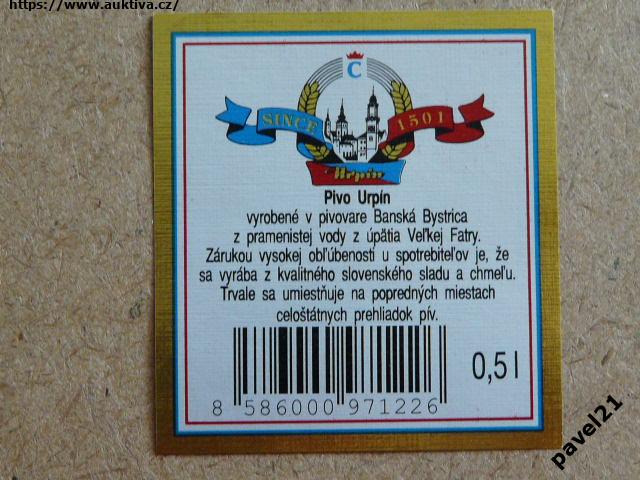 https://www.auktiva.cz/
C
SINCE 1501
Urpín
Pivo Urpín
vyrobené v pivovare Banská Bystrica
z pramenistej vody z úpätia Veľkej Fatry.
Zárukou vysokej obľúbenosti u spotrebiteľov je, že
sa vyrába z kvalitného slovenského sladu a chmeľu.
Trvale sa umiestňuje na popredných miestach
celoštátnych prehliadok pív.
0,5 l
8 586000 971226
pavel21